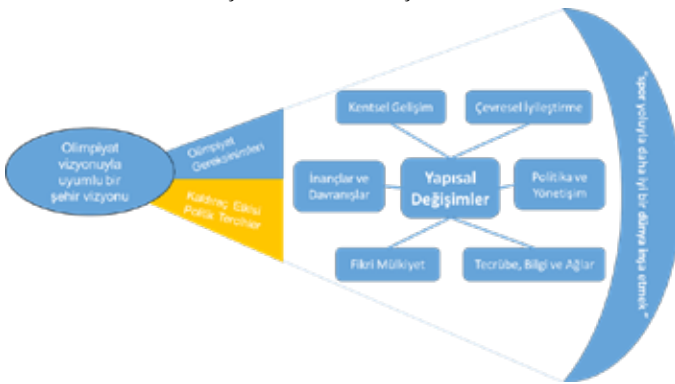 Olimpiyat
vizyonuyla
uyumlu bir
şehir vizyonu
Olimpiyat
Gereksinimleri
Kaldıraç Etkisi
Politik Tercihler
Kentsel Gelişim
Çevresel İyileştirme
İnançlar ve
Davranışlar
Yapısal
Değişimler
Politika ve
Yönetişim
Fikri Mülkiyet
Tecrübe, Bilgi ve Ağlar
"spor yoluyla daha iyi bir dünya inşa etmek"